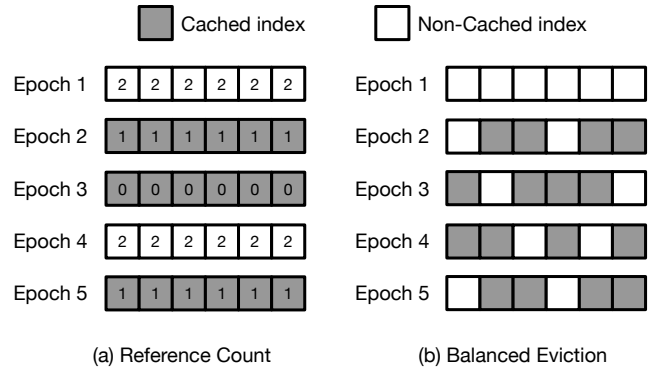 Cached index Non-Cached index
Epoch 1 2 2 2 2 2 2 Epoch 1
Epoch 2 1 1 1 1 1 1 Epoch 2
Epoch 3 0 0 0 0 0 0 Epoch 3
Epoch 4 2 2 2 2 2 2 Epoch 4
Epoch 5 1 1 1 1 1 1 Epoch 5
(a) Reference Count (b) Balanced Eviction